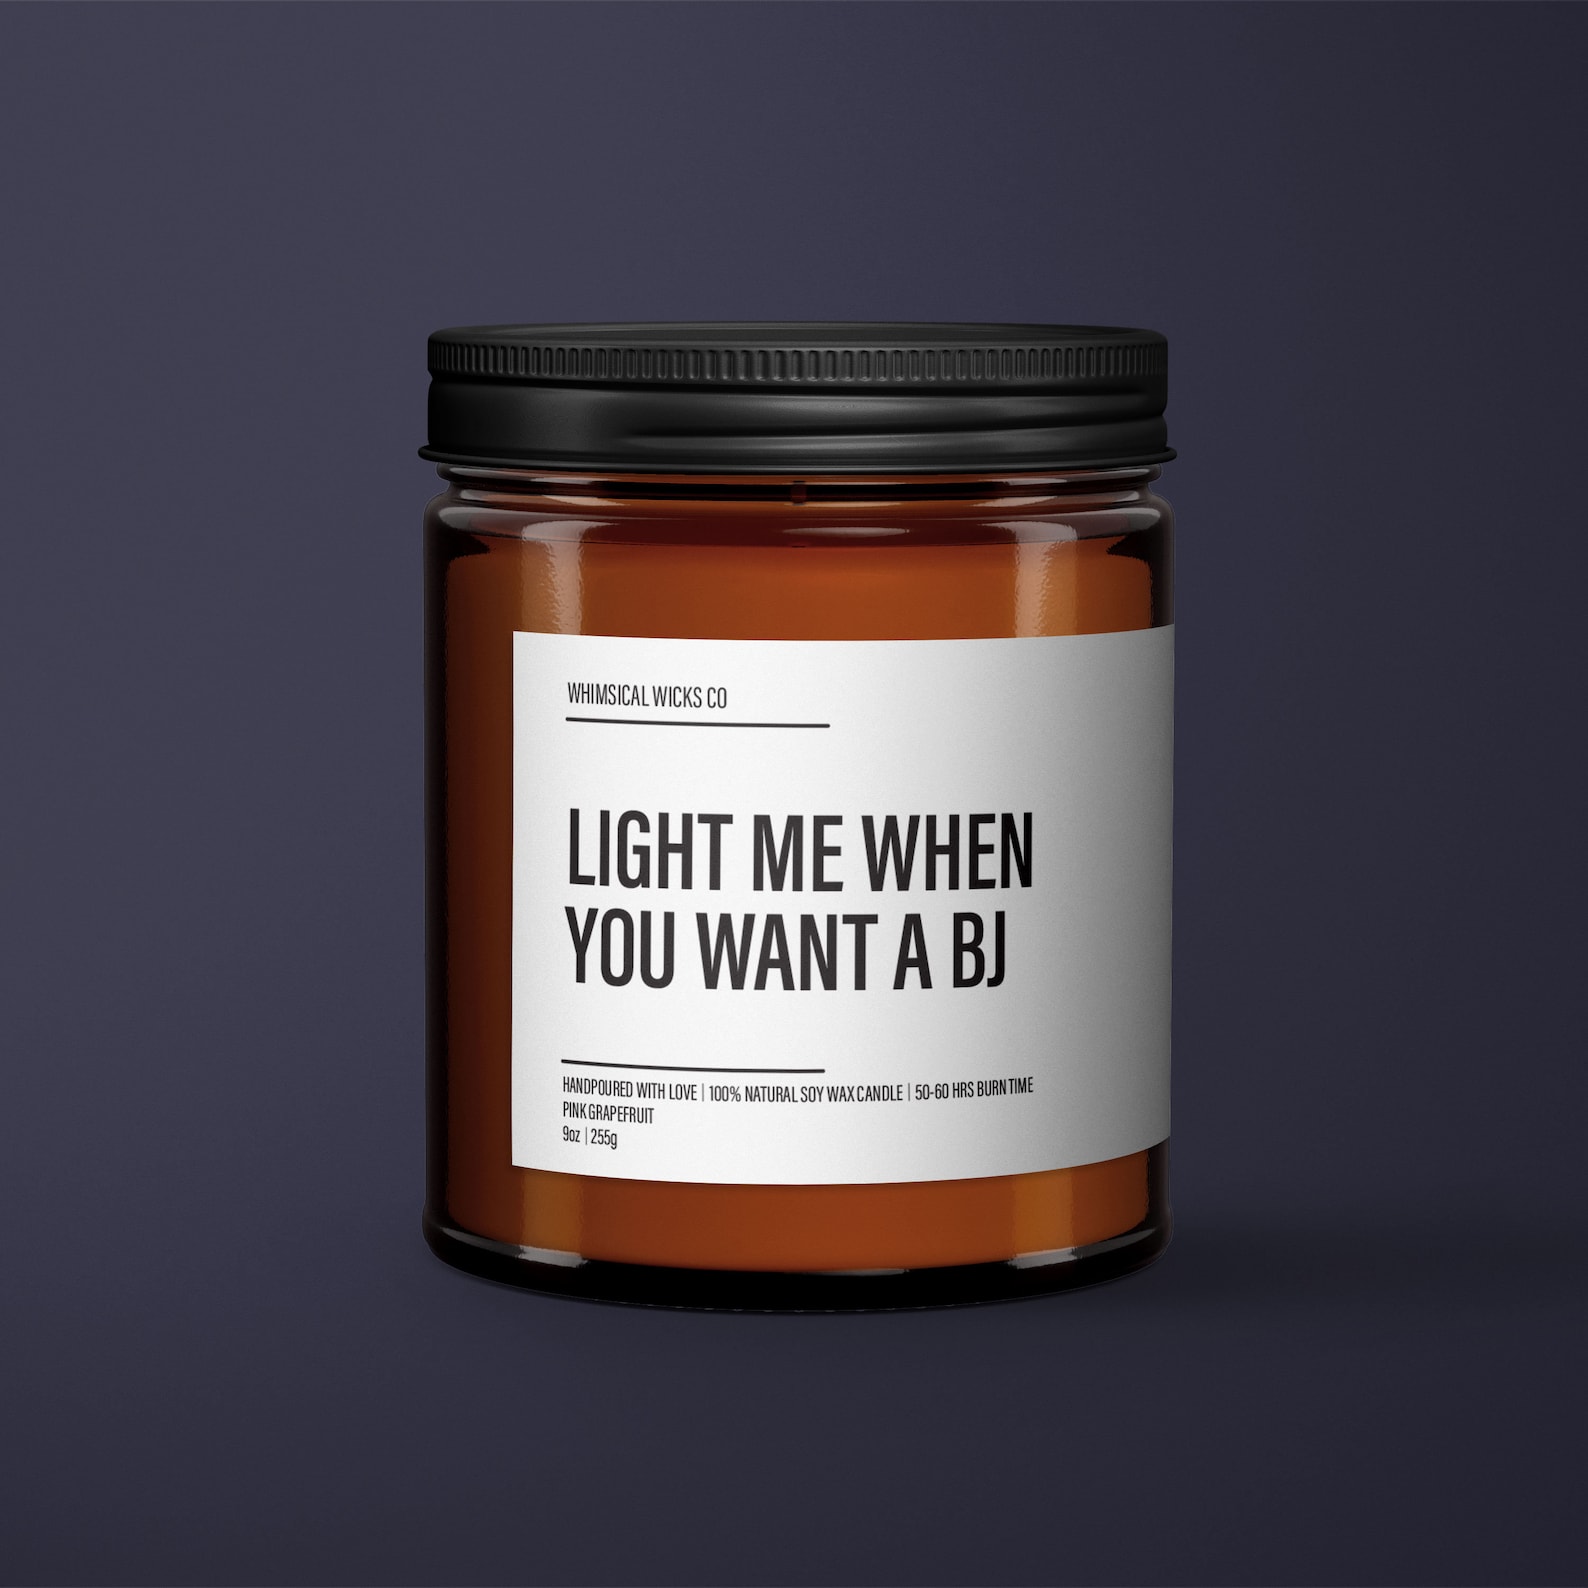 WHIMSICAL WICKS CO
LIGHT ME WHEN
YOU WANT A BJ
HANDPOURED WITH LOVE | 100% NATURAL SOY WAX CANDLE | 50-60 HRS BURN TIME
PINK GRAPEFRUIT
9oz | 255g